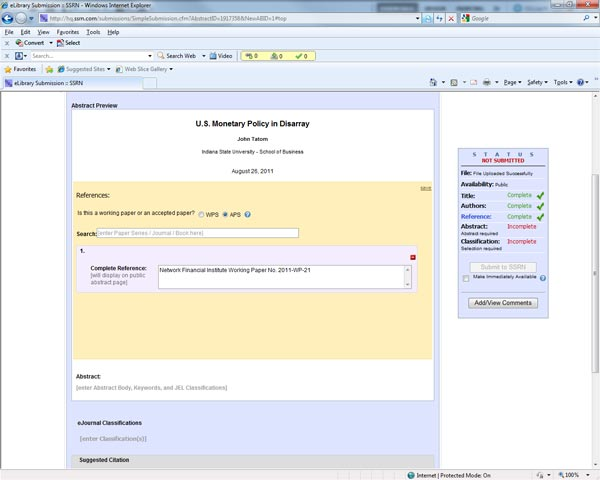 eLibrary Submission :: SSRN - Windows Internet Explorer
http://hq.ssrn.com/submissions/SimpleSubmission.cfm?AbstractID=1917358&NewABID=1#top
Google
File Edit View Favorites Tools Help
x Convert Select
x Search... Search Web Video 0 0 0
Favorites Suggested Sites Web Slice Gallery
eLibrary Submission :: SSRN Page Safety Tools
Abstract Preview
U.S. Monetary Policy in Disarray
John Tatom
Indiana State University - School of Business
August 26, 2011
save
References:
Is this a working paper or an accepted paper? WPS APS
Search: [enter Paper Series / Journal / Book here]
1.
Complete Reference: Network Financial Institute Working Paper No. 2011-WP-21
[will display on public
abstract page]
Abstract:
[enter Abstract Body, Keywords, and JEL Classifications]
eJournal Classifications
[enter Classification(s)]
Suggested Citation
S T A T U S
NOT SUBMITTED
File: File Uploaded Successfully
Availability: Public
Title: Complete
Authors: Complete
Reference: Complete
Abstract: Incomplete
Abstract required
Classification: Incomplete
Selection required
Submit to SSRN
Make Immediately Available
Add/View Comments
Internet | Protected Mode: On 100%